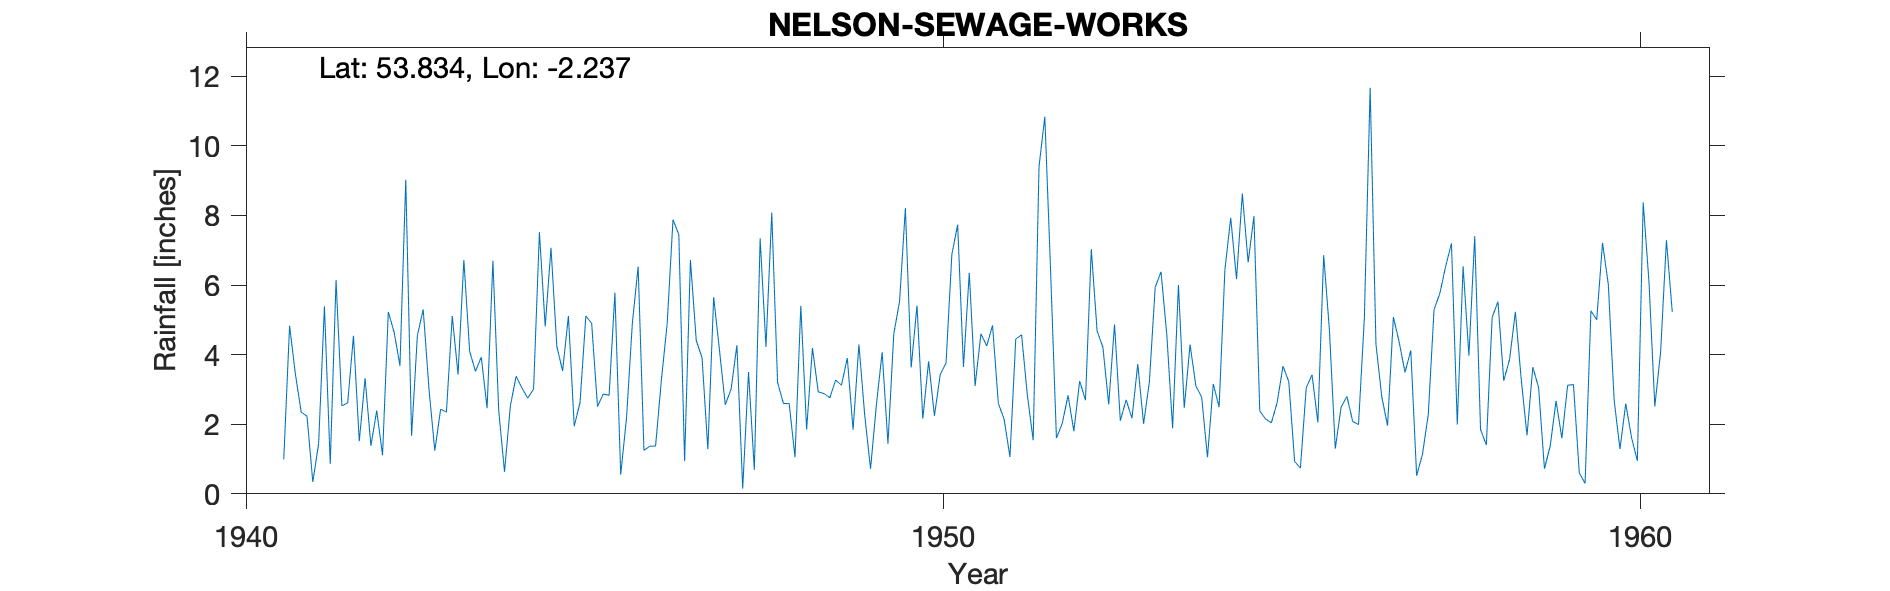 NELSON-SEWAGE-WORKS
Lat: 53.834, Lon: -2.237
12
10
8
6
4
2
0
Rainfall [inches]
1940 1950 1960
Year